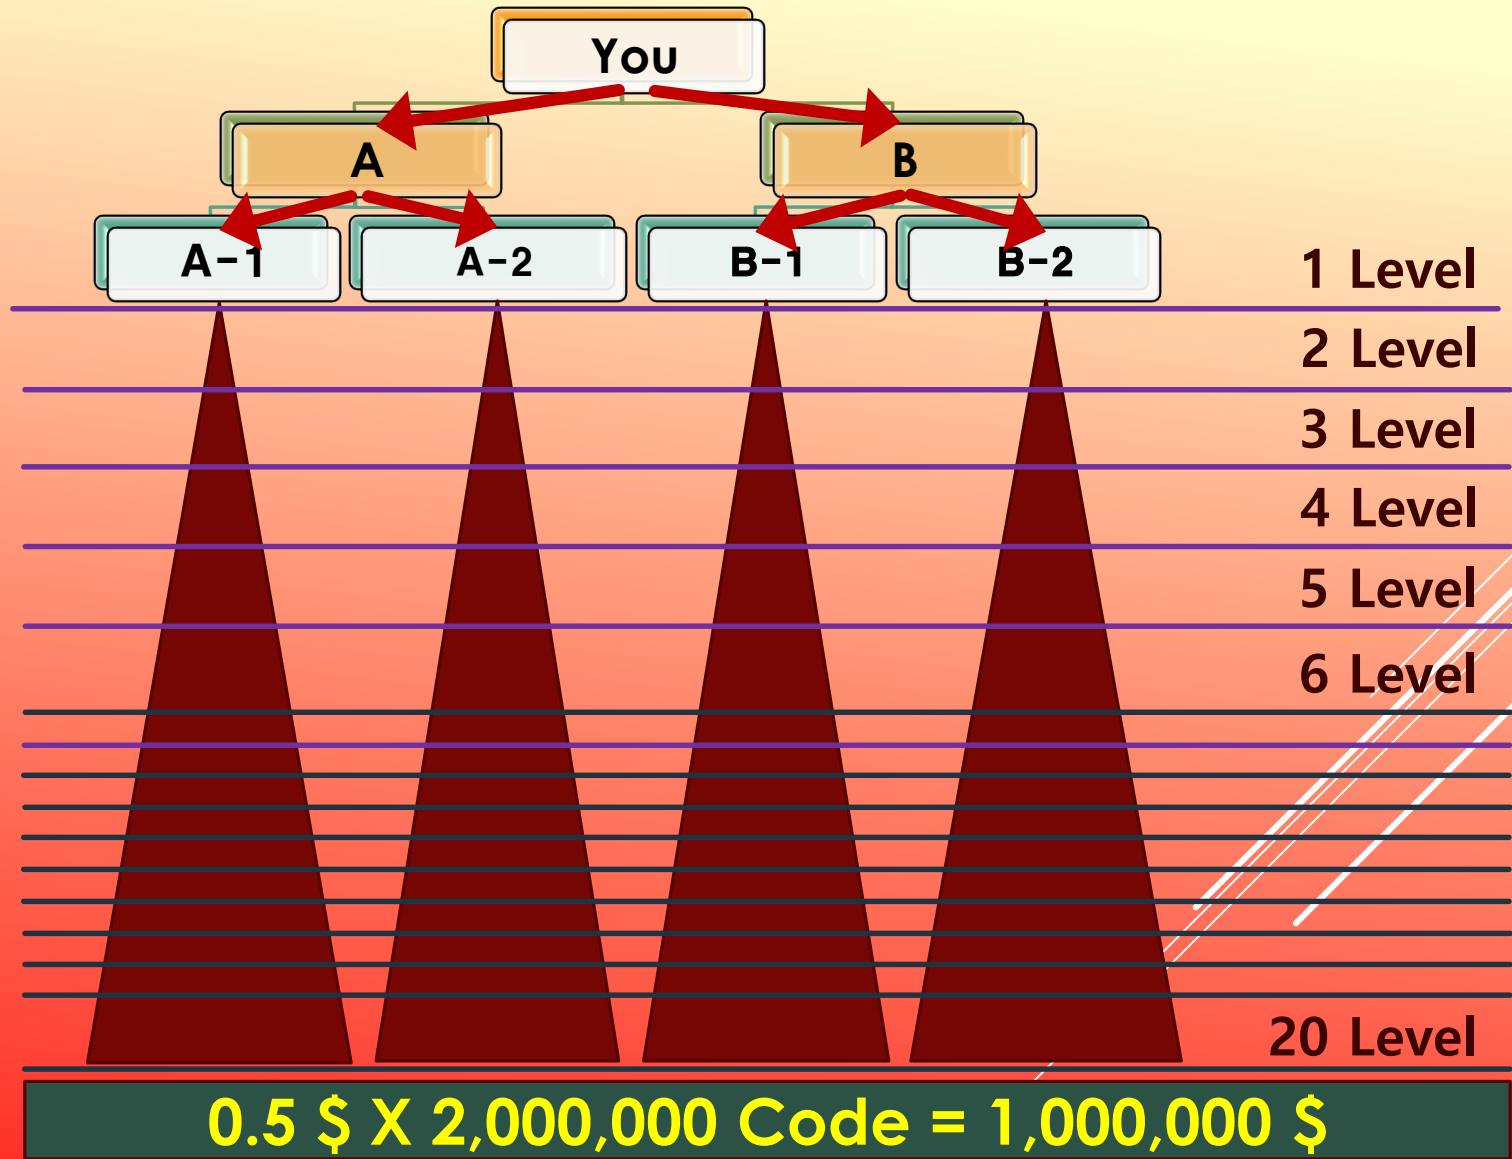 You
A B
A-1 A-2 B-1 B-2
1 Level
2 Level
3 Level
4 Level
5 Level
6 Level
20 Level
0.5 $ X 2,000,000 Code = 1,000,000 $